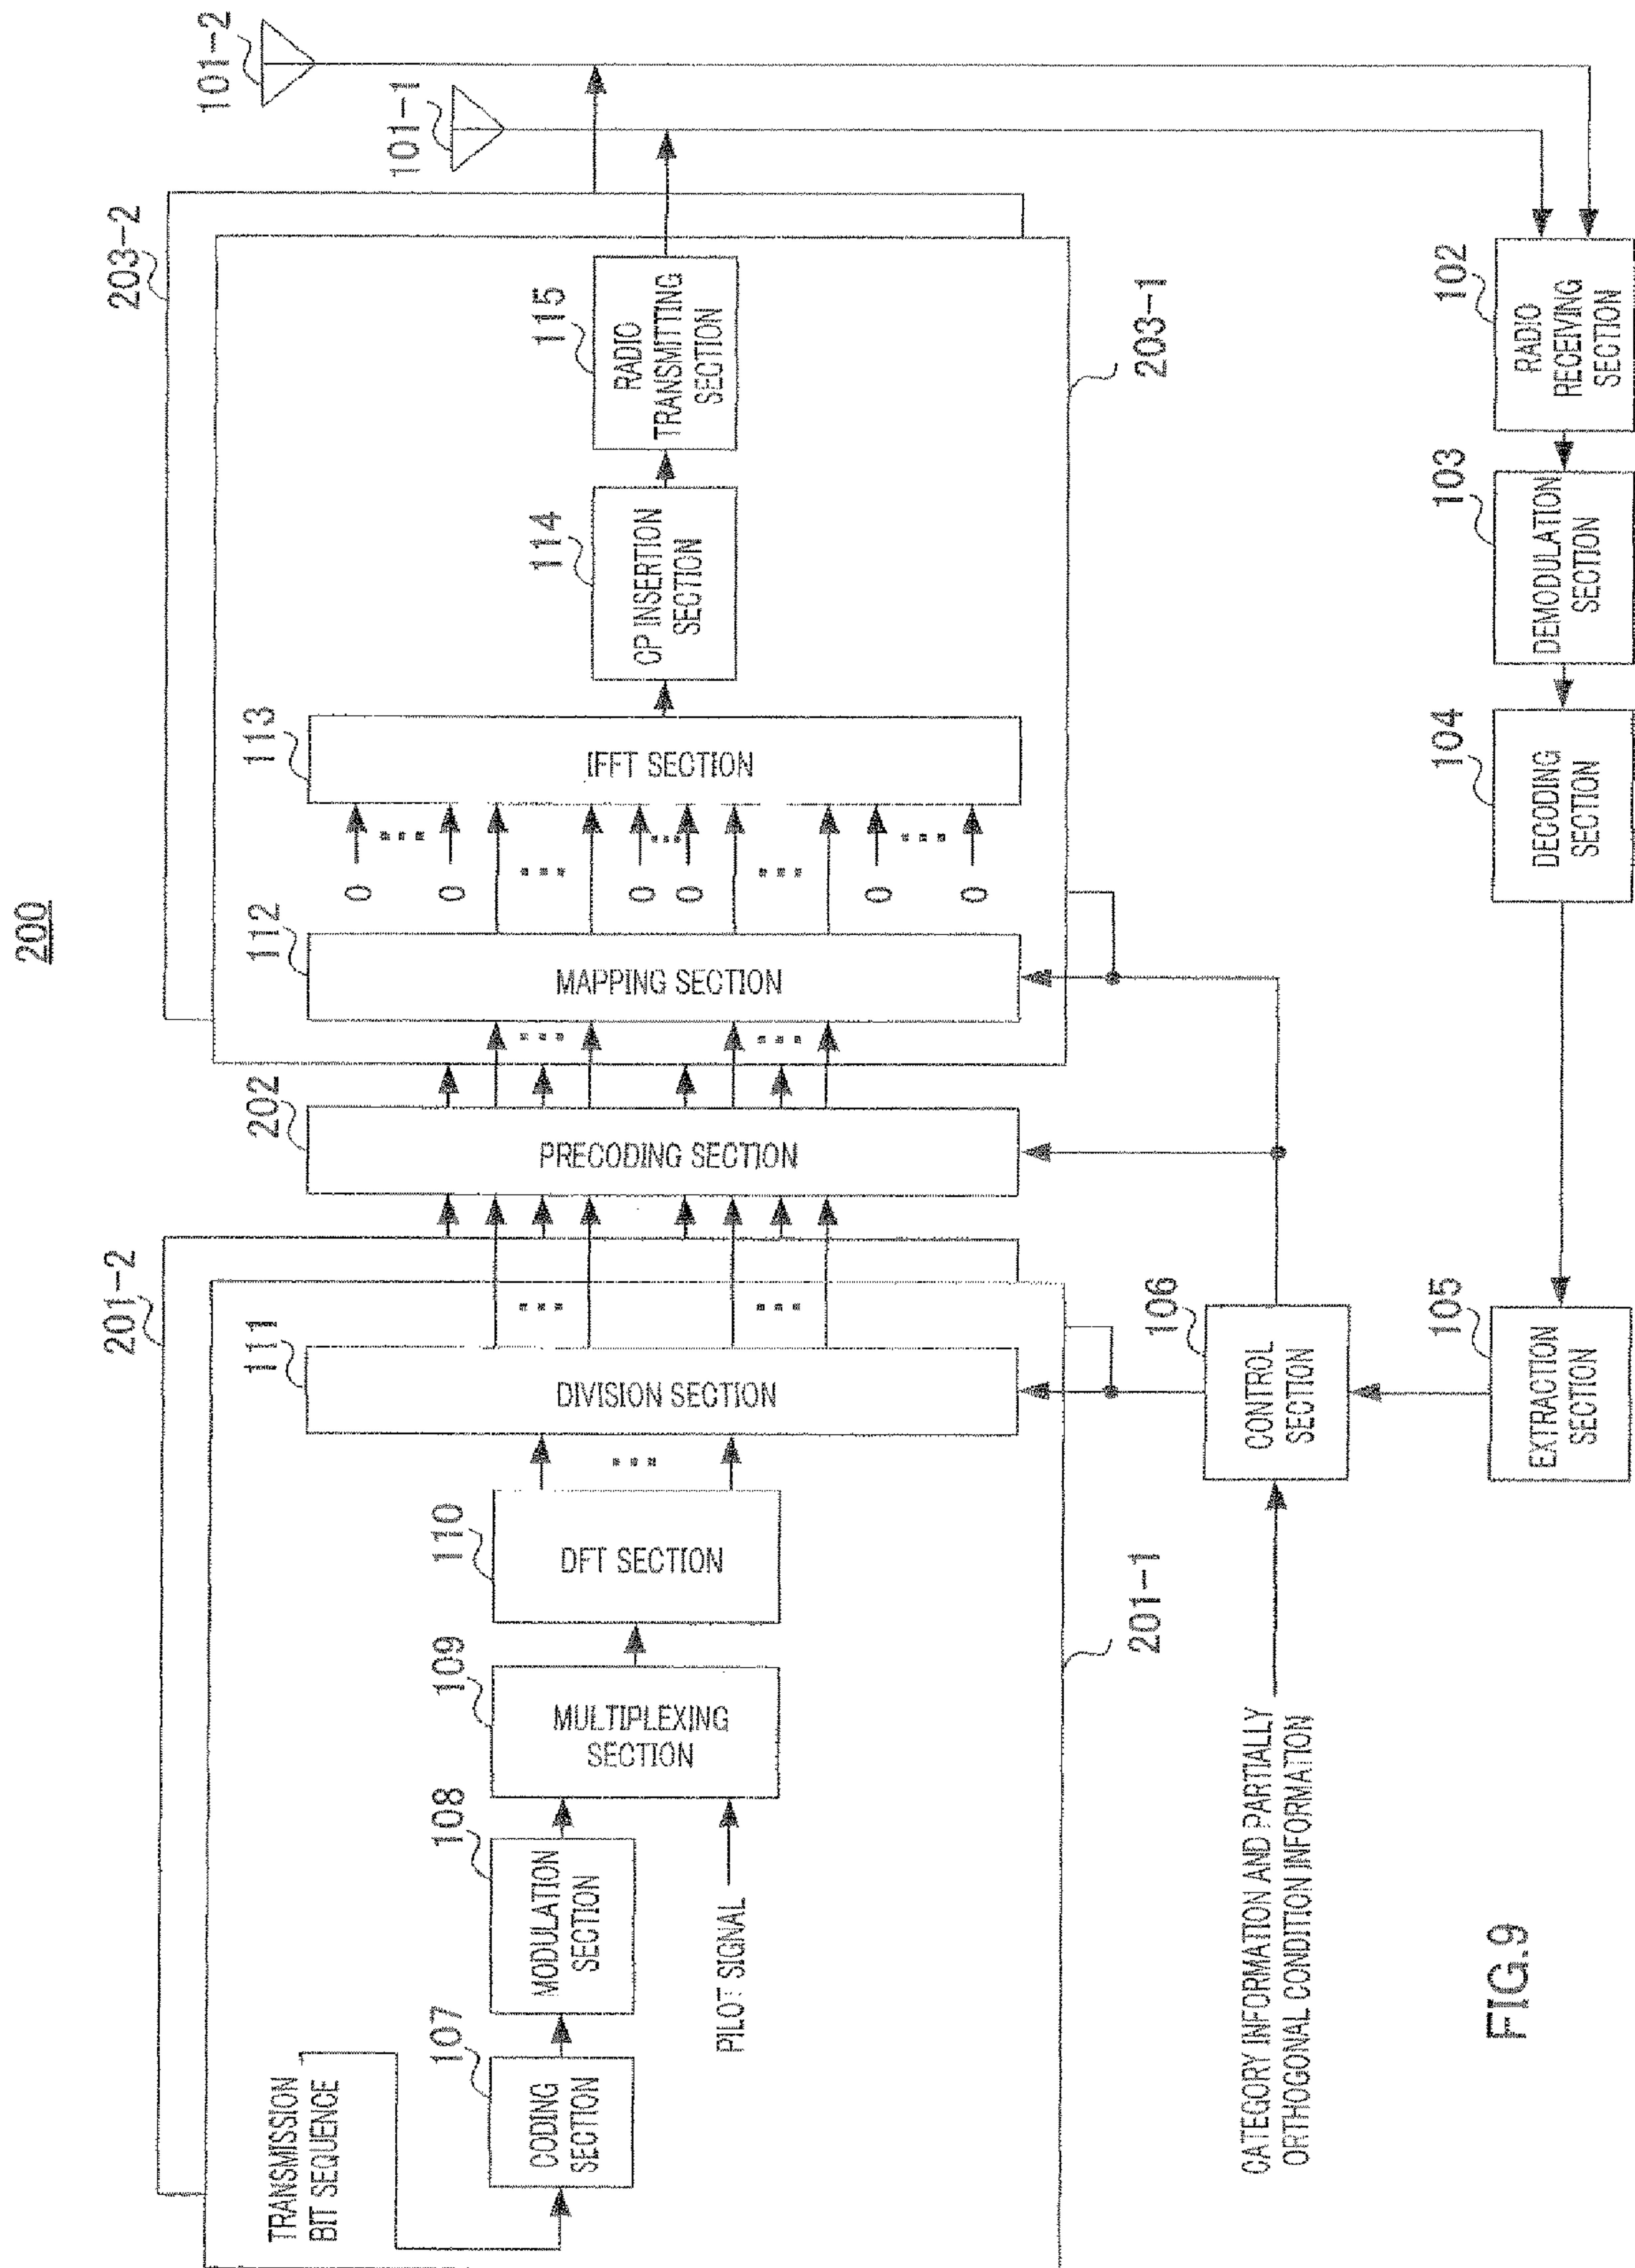 200
201-2
TRANSMISSION
BIT SEQUENCE
107
CODING
SECTION
108
MODULATION
SECTION
PILOT SIGNAL
109
MULTIPLEXING
SECTION
110
DFT SECTION
...
111
DIVISION SECTION
...
...
201-1
202
PRECODING SECTION
203-2
...
...
112
MAPPING SECTION
0
...
0
...
0
...
0
...
0
...
0
113
IFFT SECTION
114
CP INSERTION
SECTION
115
RADIO
TRANSMITTING
SECTION
203-1
101-1
101-2
CATEGORY INFORMATION AND PARTIALLY
ORTHOGONAL CONDITION INFORMATION
106
CONTROL
SECTION
105
EXTRACTION
SECTION
104
DECODING
SECTION
103
DEMODULATION
SECTION
102
RADIO
RECEIVING
SECTION
FIG.9